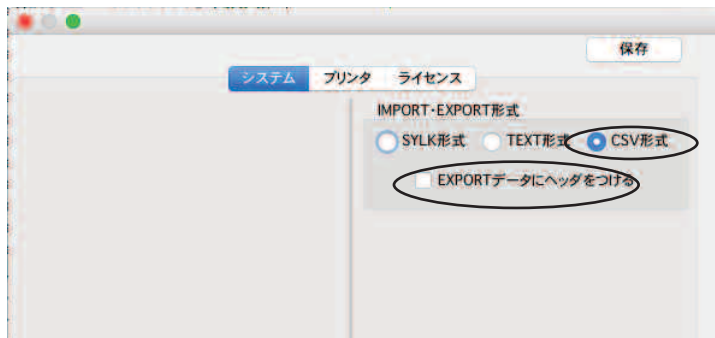 保存
システム プリンタ ライセンス
IMPORT・EXPORT形式
SYLK形式 TEXT形式 CSV形式
EXPORTデータにヘッダをつける